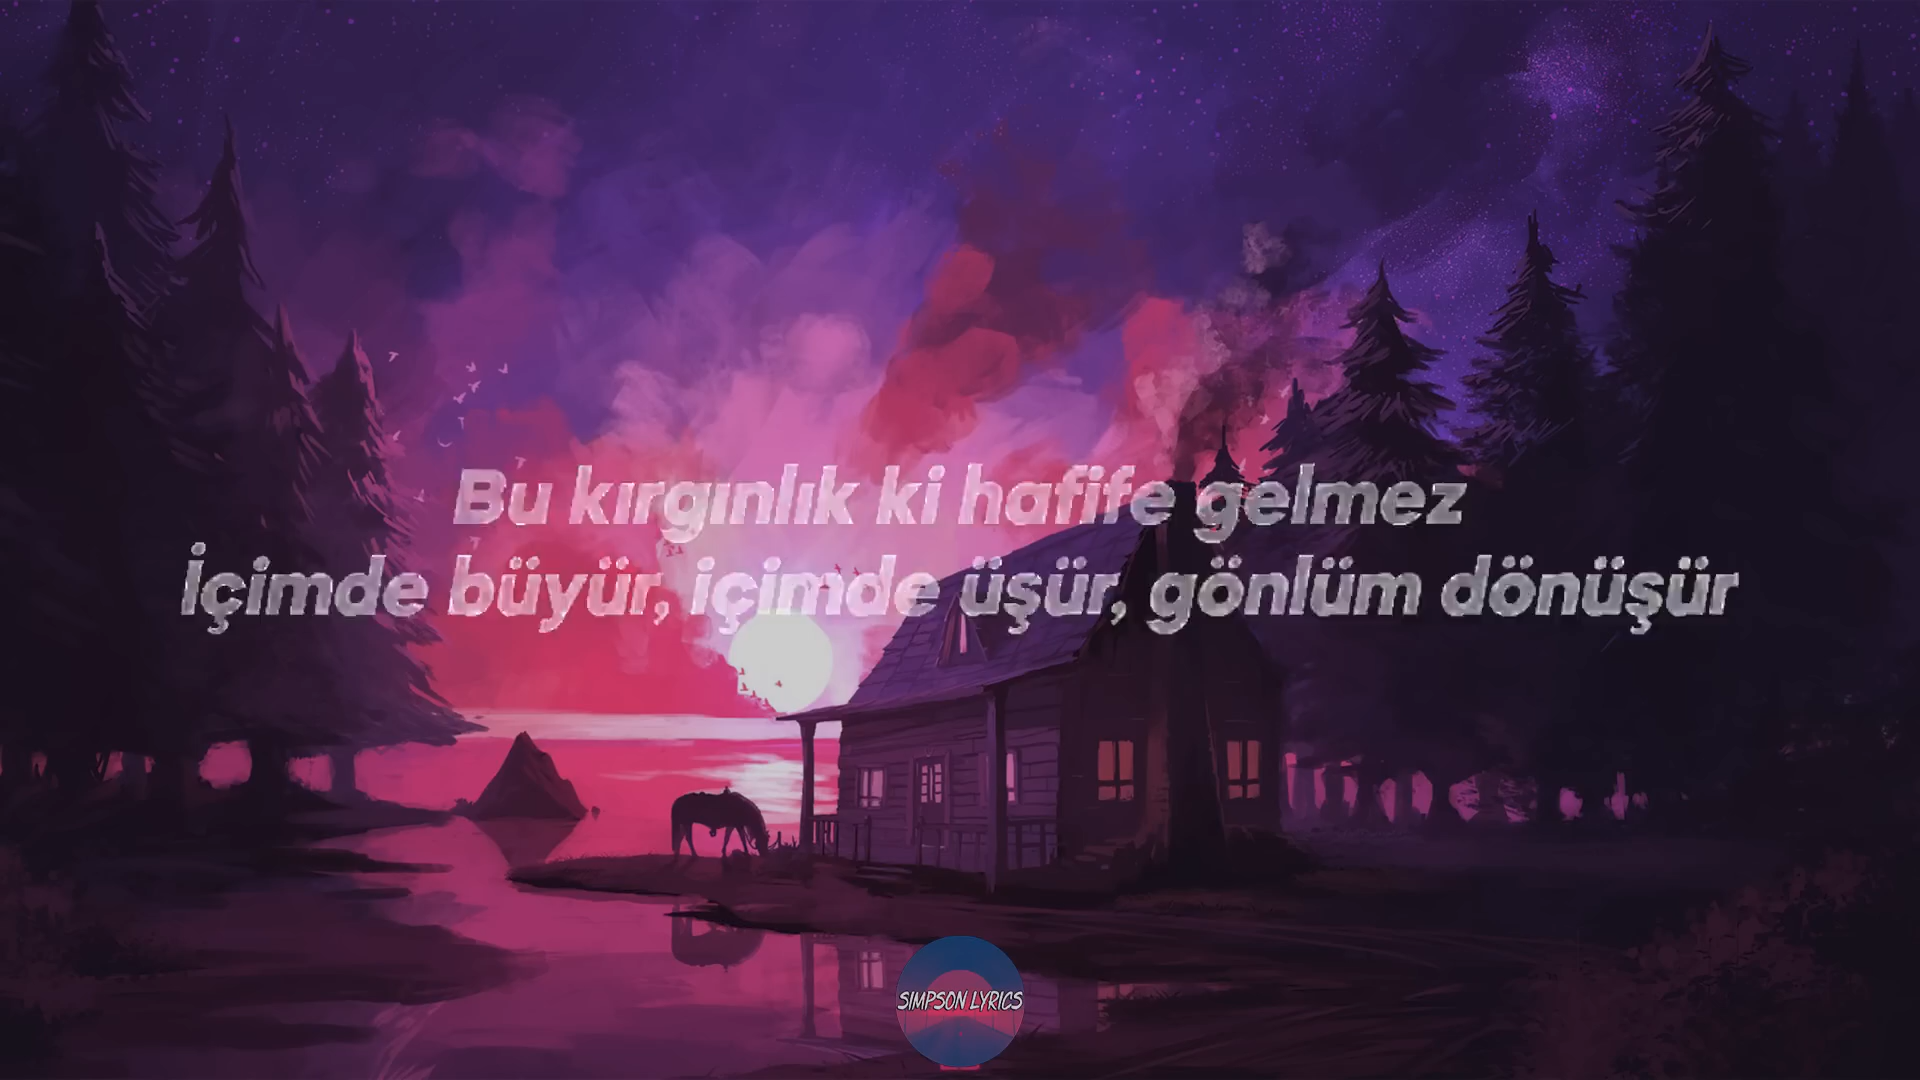 Bu kırgınlık ki hafife gelmez
İçimde büyür, içimde üşür, gönlüm dönüşür
SIMPSON LYRICS